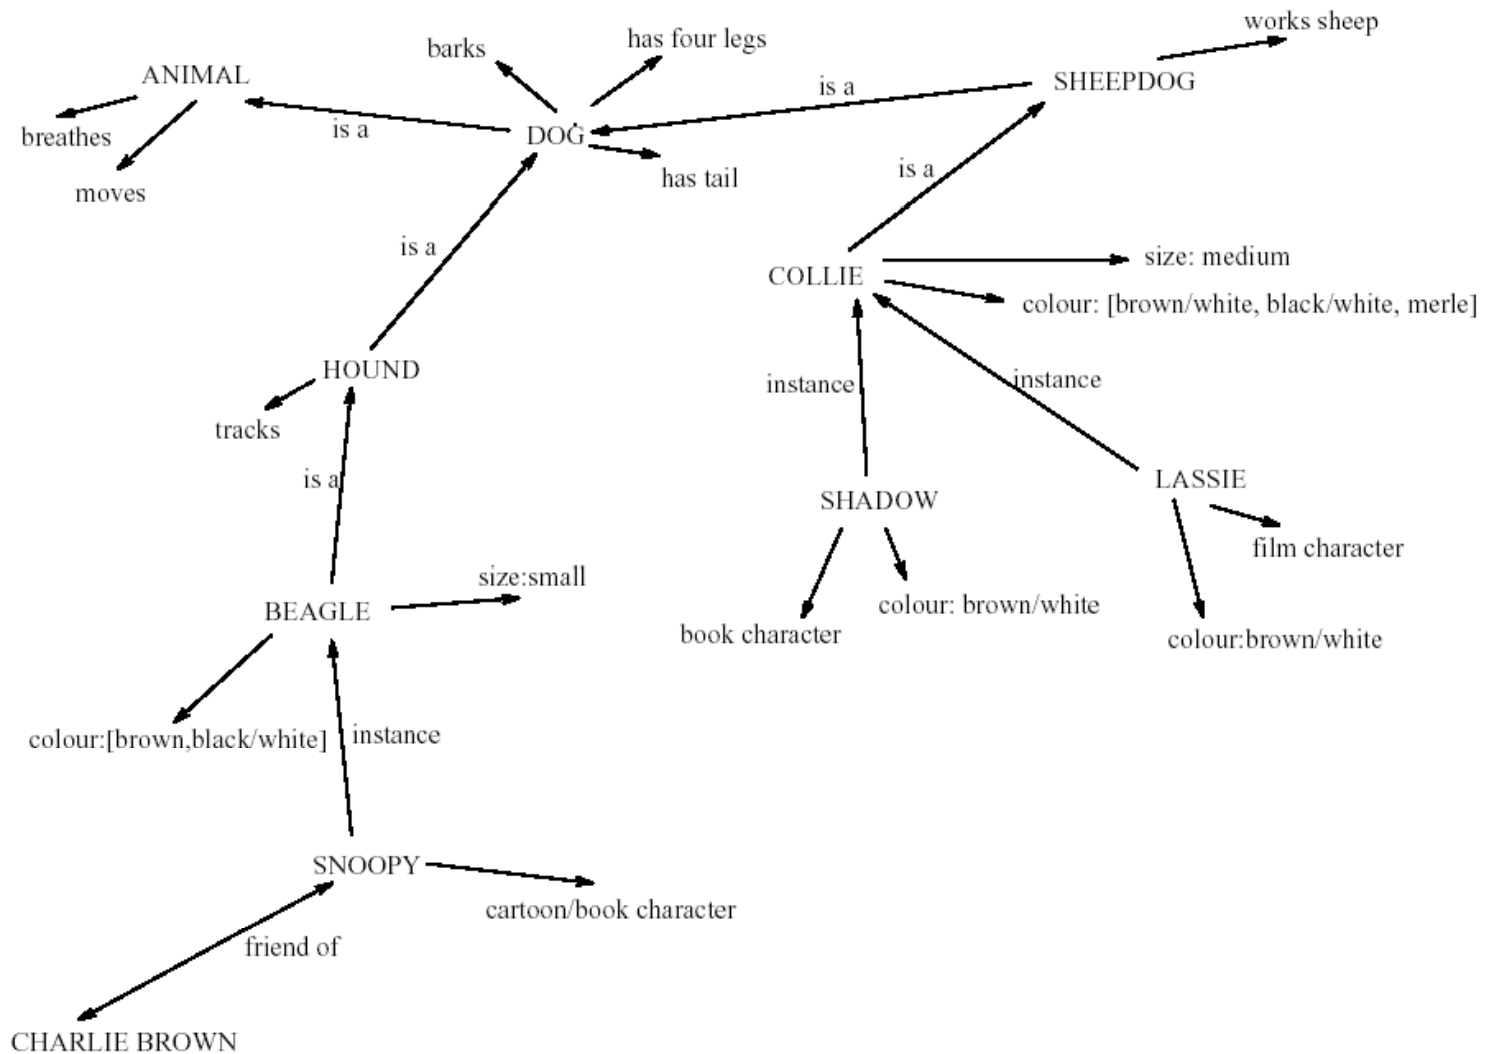 works sheep
has four legs
barks
ANIMAL
SHEEPDOG
is a
is a
DOG
breathes
has tail
moves
is a
is a
size: medium
COLLIE
colour: [brown/white, black/white, merle]
HOUND
instance
instance
tracks
is a
LASSIE
SHADOW
film character
size:small
colour: brown/white
BEAGLE
book character
colour:brown/white
colour:[brown,black/white]
instance
SNOOPY
cartoon/book character
friend of
CHARLIE BROWN